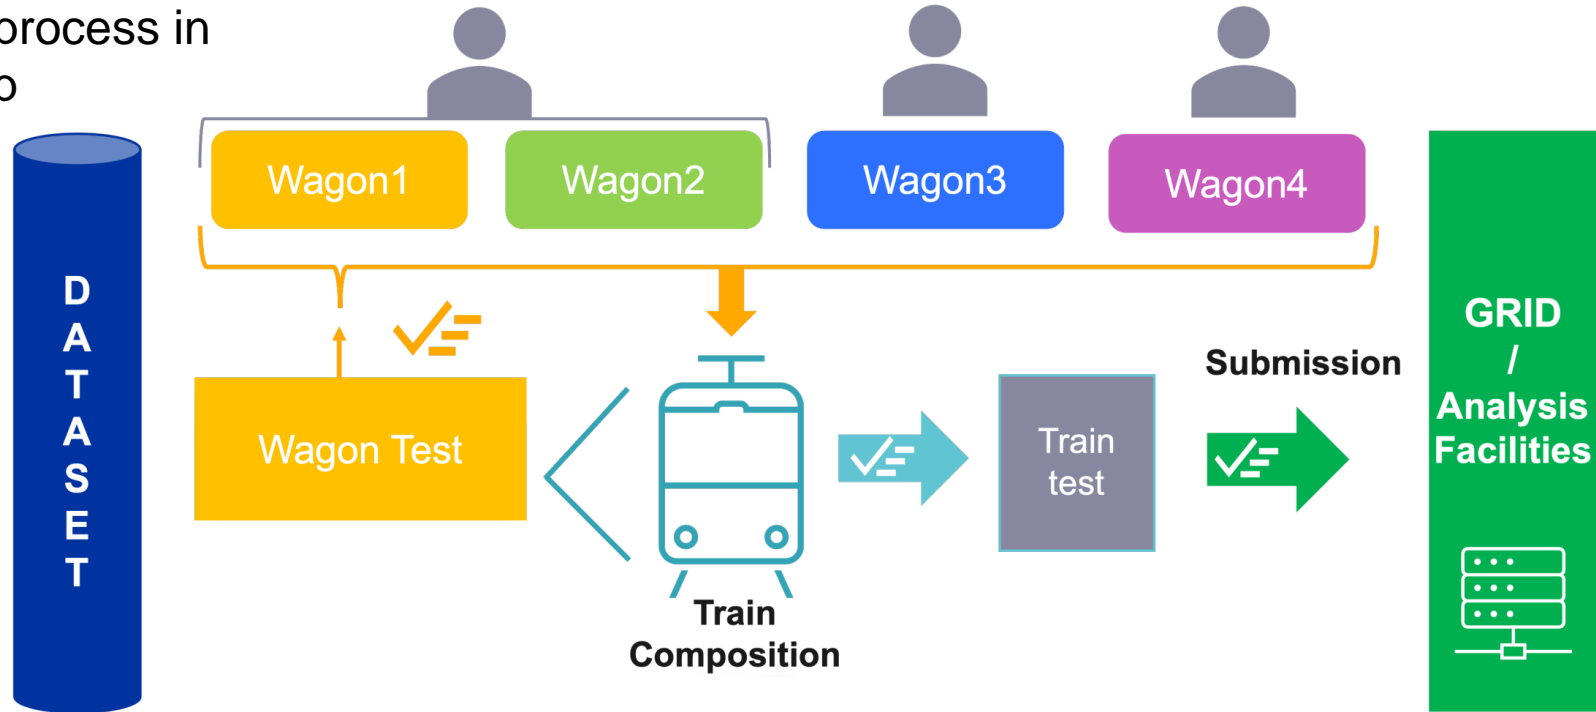 process in
D
A
T
A
S
E
T
Wagon1
Wagon2
Wagon3
Wagon4
Wagon Test
Train
Composition
Train
test
Submission
GRID
/
Analysis
Facilities